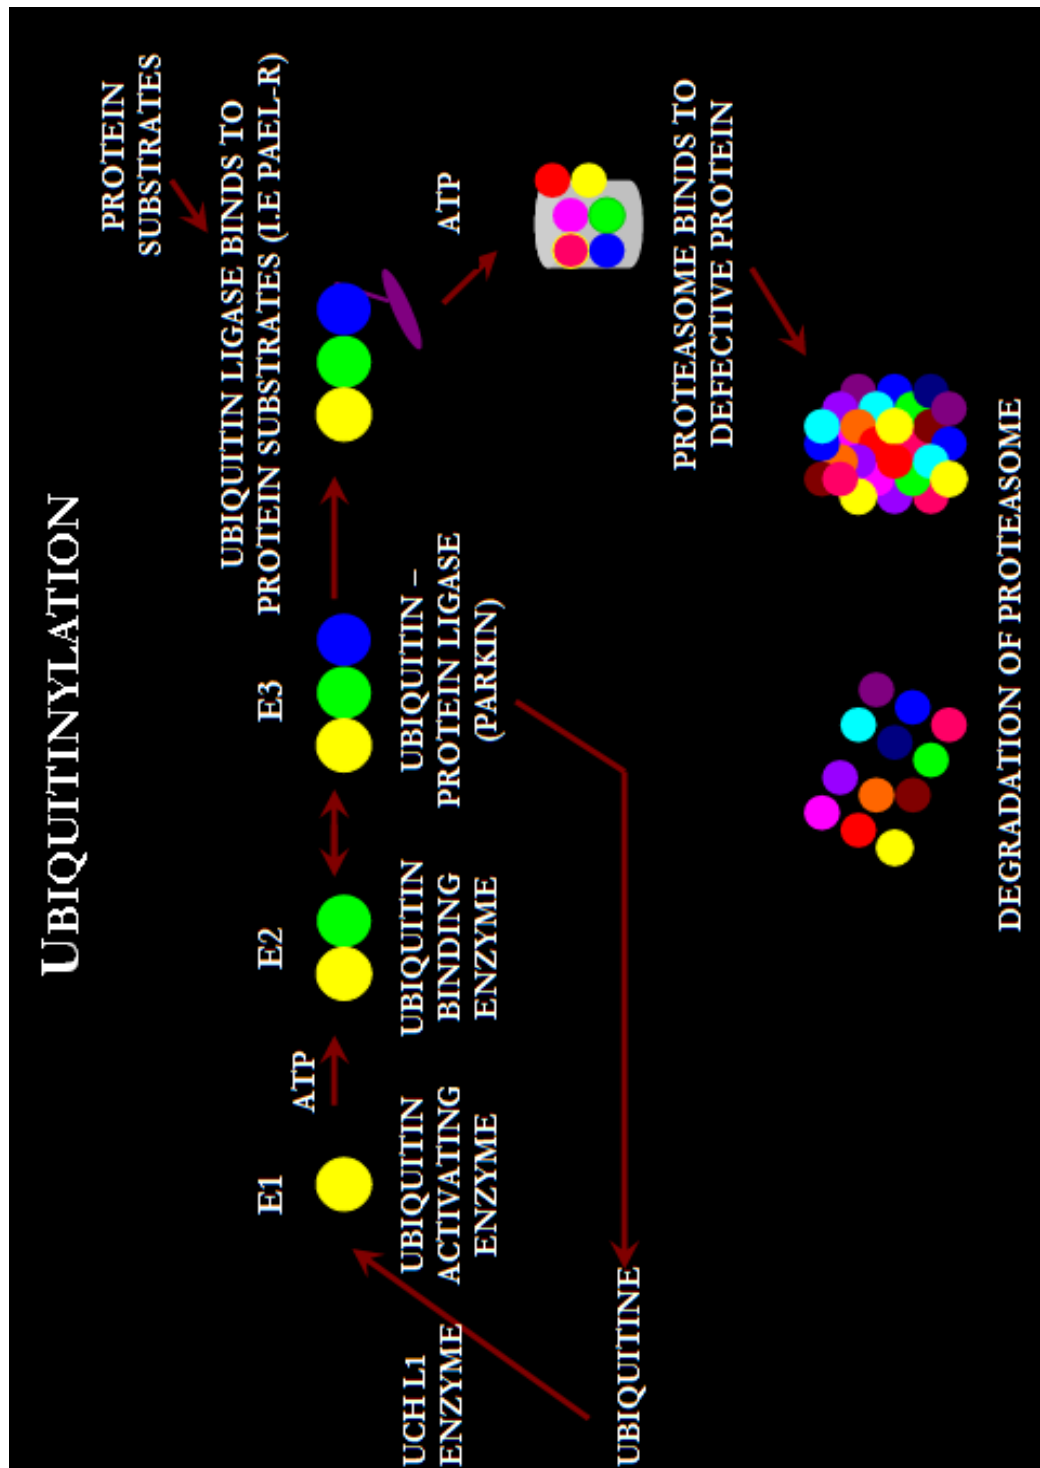 UBIQUITINYLATION
PROTEIN
SUBSTRATES
UBIQUITIN LIGASE BINDS TO
PROTEIN SUBSTRATES (I.E PAEL-R)
E1
ATP
E2
E3
UBIQUITIN
ACTIVATING
ENZYME
UBIQUITIN
BINDING
ENZYME
UBIQUITIN –
PROTEIN LIGASE
(PARKIN)
ATP
UCH L1
ENZYME
UBIQUITINE
PROTEASOME BINDS TO
DEFECTIVE PROTEIN
DEGRADATION OF PROTEASOME